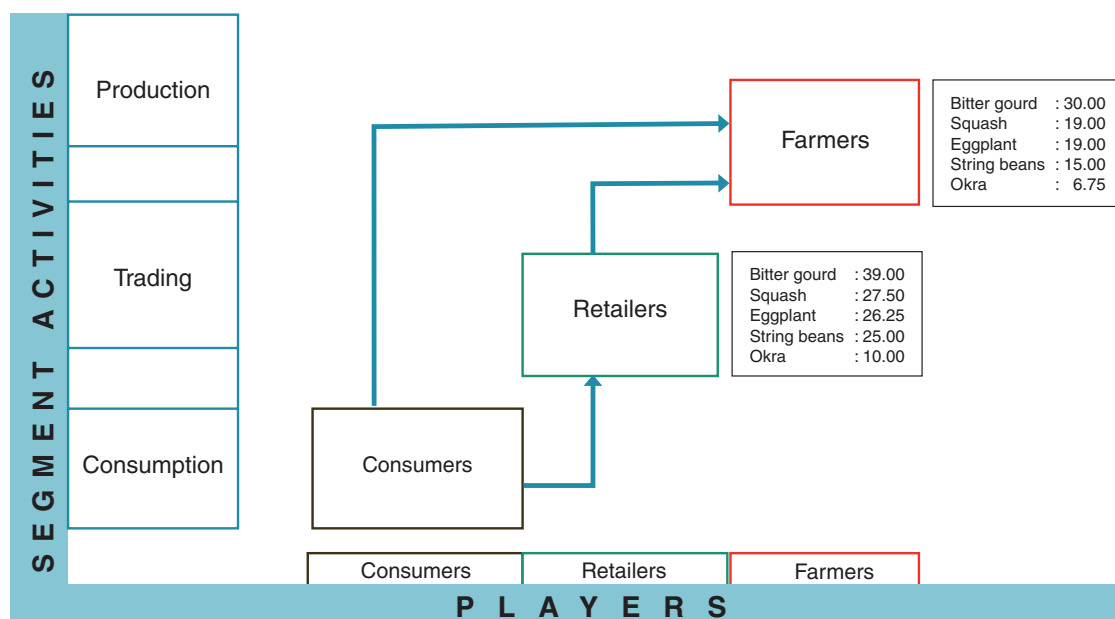 SEGMENT ACTIVITIES
Production
Trading
Consumption
Farmers
Bitter gourd : 30.00
Squash : 19.00
Eggplant : 19.00
String beans : 15.00
Okra : 6.75
Retailers
Bitter gourd : 39.00
Squash : 27.50
Eggplant : 26.25
String beans : 25.00
Okra : 10.00
Consumers
Consumers Retailers Farmers
PLAYERS